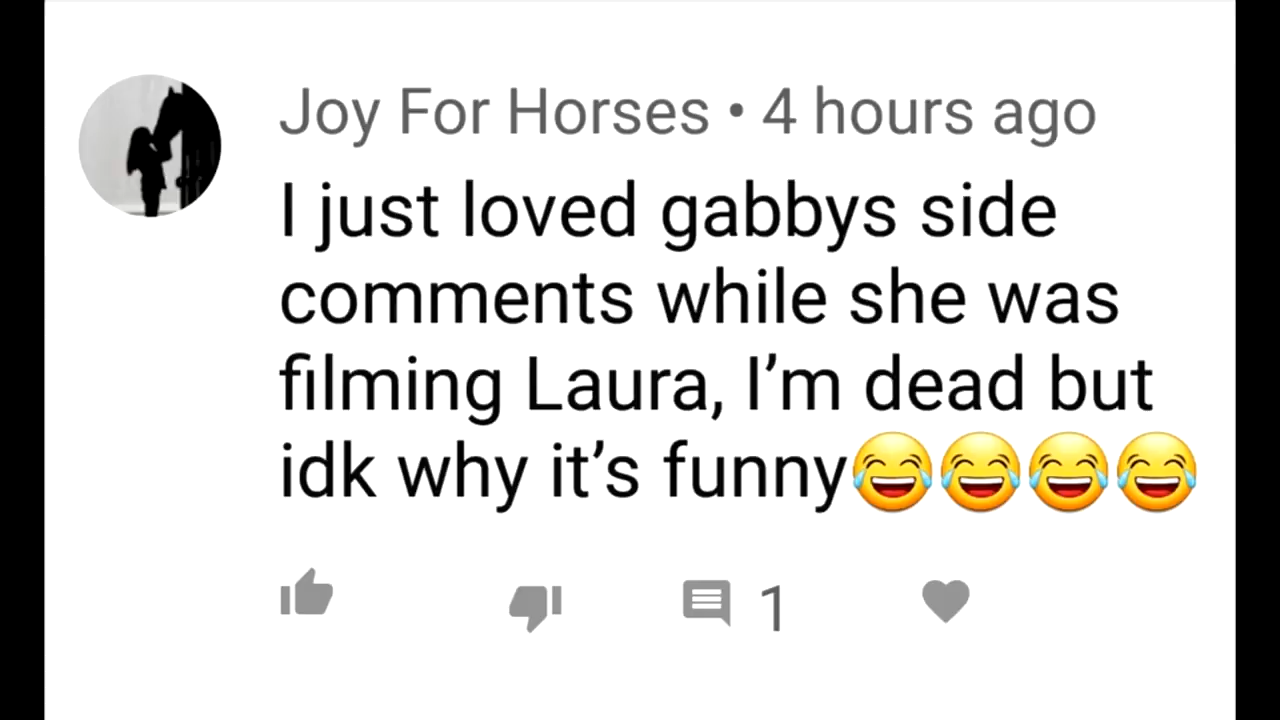 Joy For Horses • 4 hours ago
I just loved gabbys side
comments while she was
filming Laura, I’m dead but
idk why it’s funny😂😂😂😂
1